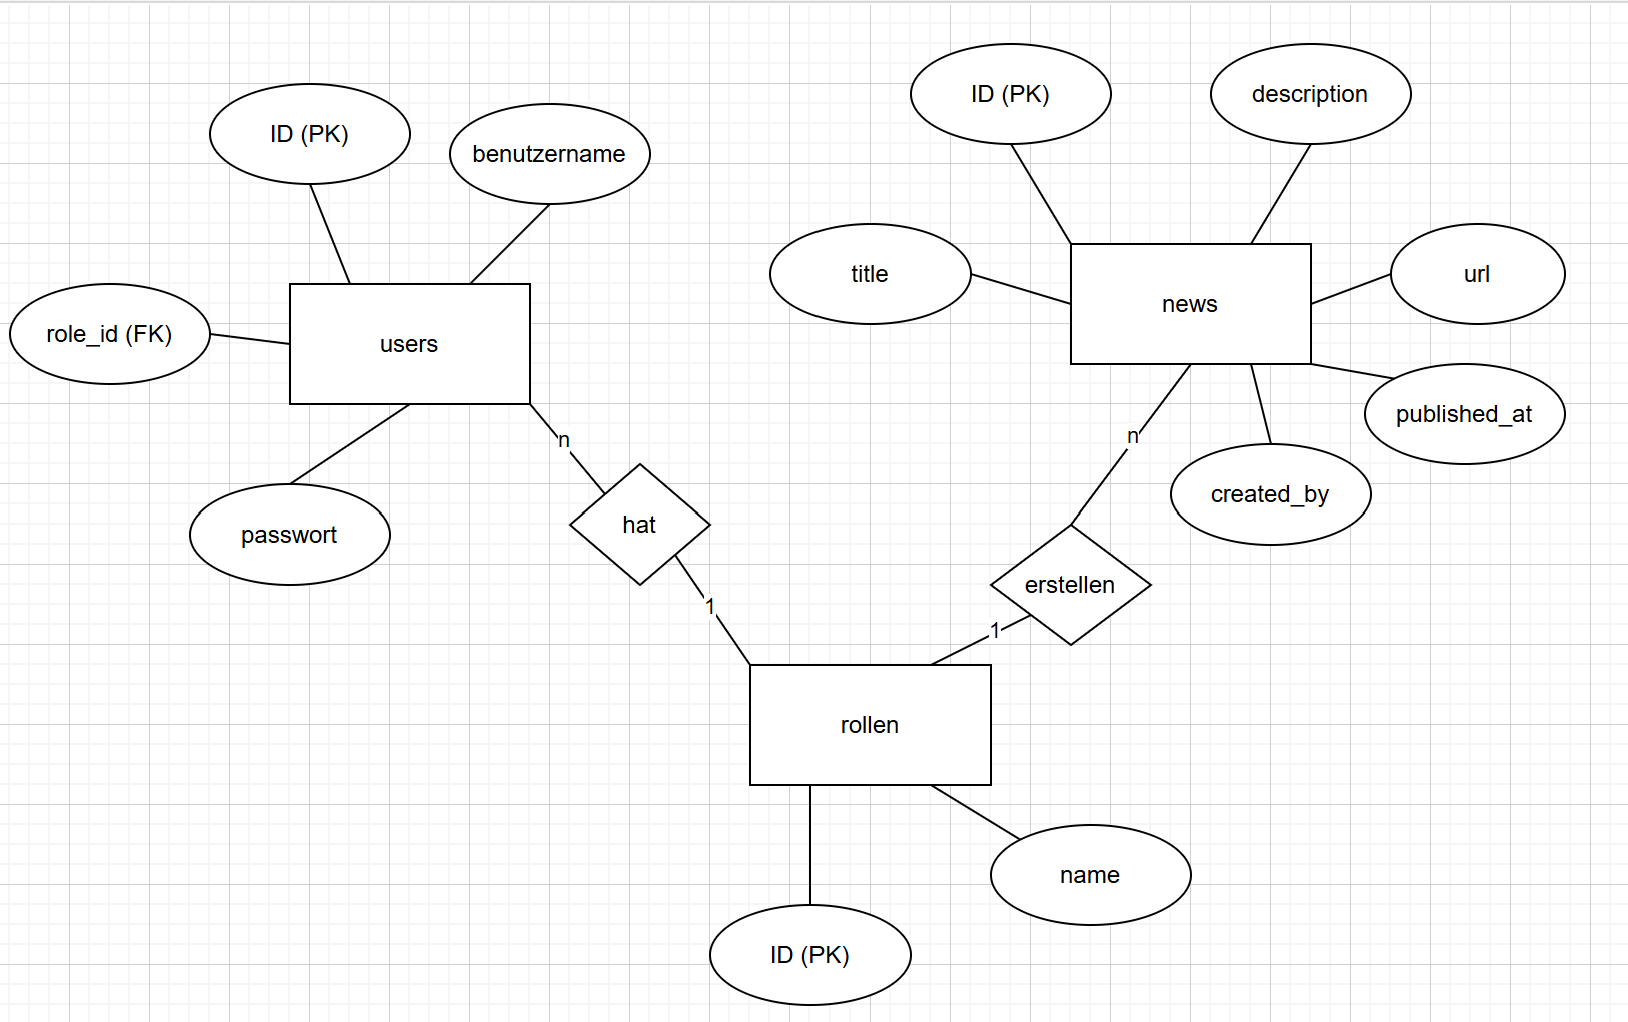 ID (PK)
description
ID (PK)
benutzername
title
news
url
role_id (FK)
users
published_at
n
n
created_by
passwort
hat
erstellen
1
1
rollen
name
ID (PK)